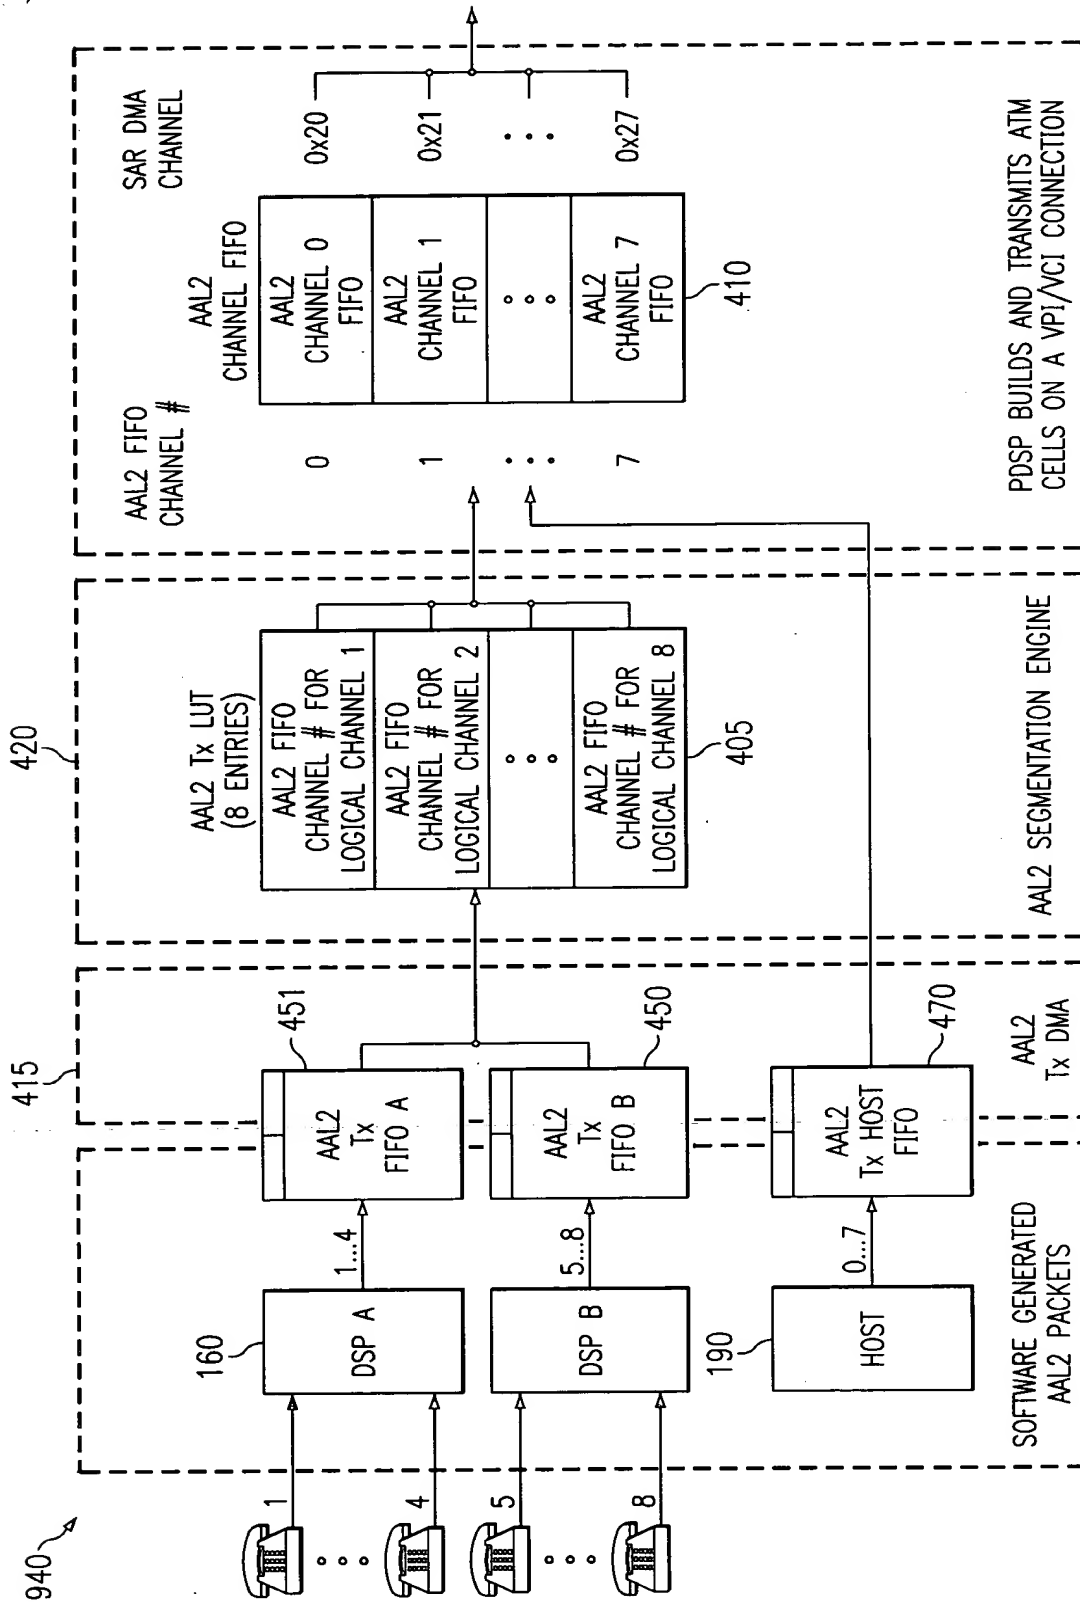 940
1
4
5
8
160
DSP A
DSP B
190
HOST
SOFTWARE GENERATED
AAL2 PACKETS
1...4
5...8
0...7
415
451
AAL2
Tx
FIFO A
450
AAL2
Tx
FIFO B
470
AAL2
Tx HOST
FIFO
AAL2
Tx DMA
420
AAL2 Tx LUT
(8 ENTRIES)
AAL2 FIFO
CHANNEL # FOR
LOGICAL CHANNEL 1
AAL2 FIFO
CHANNEL # FOR
LOGICAL CHANNEL 2
AAL2 FIFO
CHANNEL # FOR
LOGICAL CHANNEL 8
405
AAL2 SEGMENTATION ENGINE
AAL2 FIFO
CHANNEL #
0
1
7
AAL2
CHANNEL FIFO
AAL2
CHANNEL 0
FIFO
AAL2
CHANNEL 1
FIFO
AAL2
CHANNEL 7
FIFO
410
SAR DMA
CHANNEL
0x20
0x21
0x27
PDSP BUILDS AND TRANSMITS ATM
CELLS ON A VPI/VCI CONNECTION